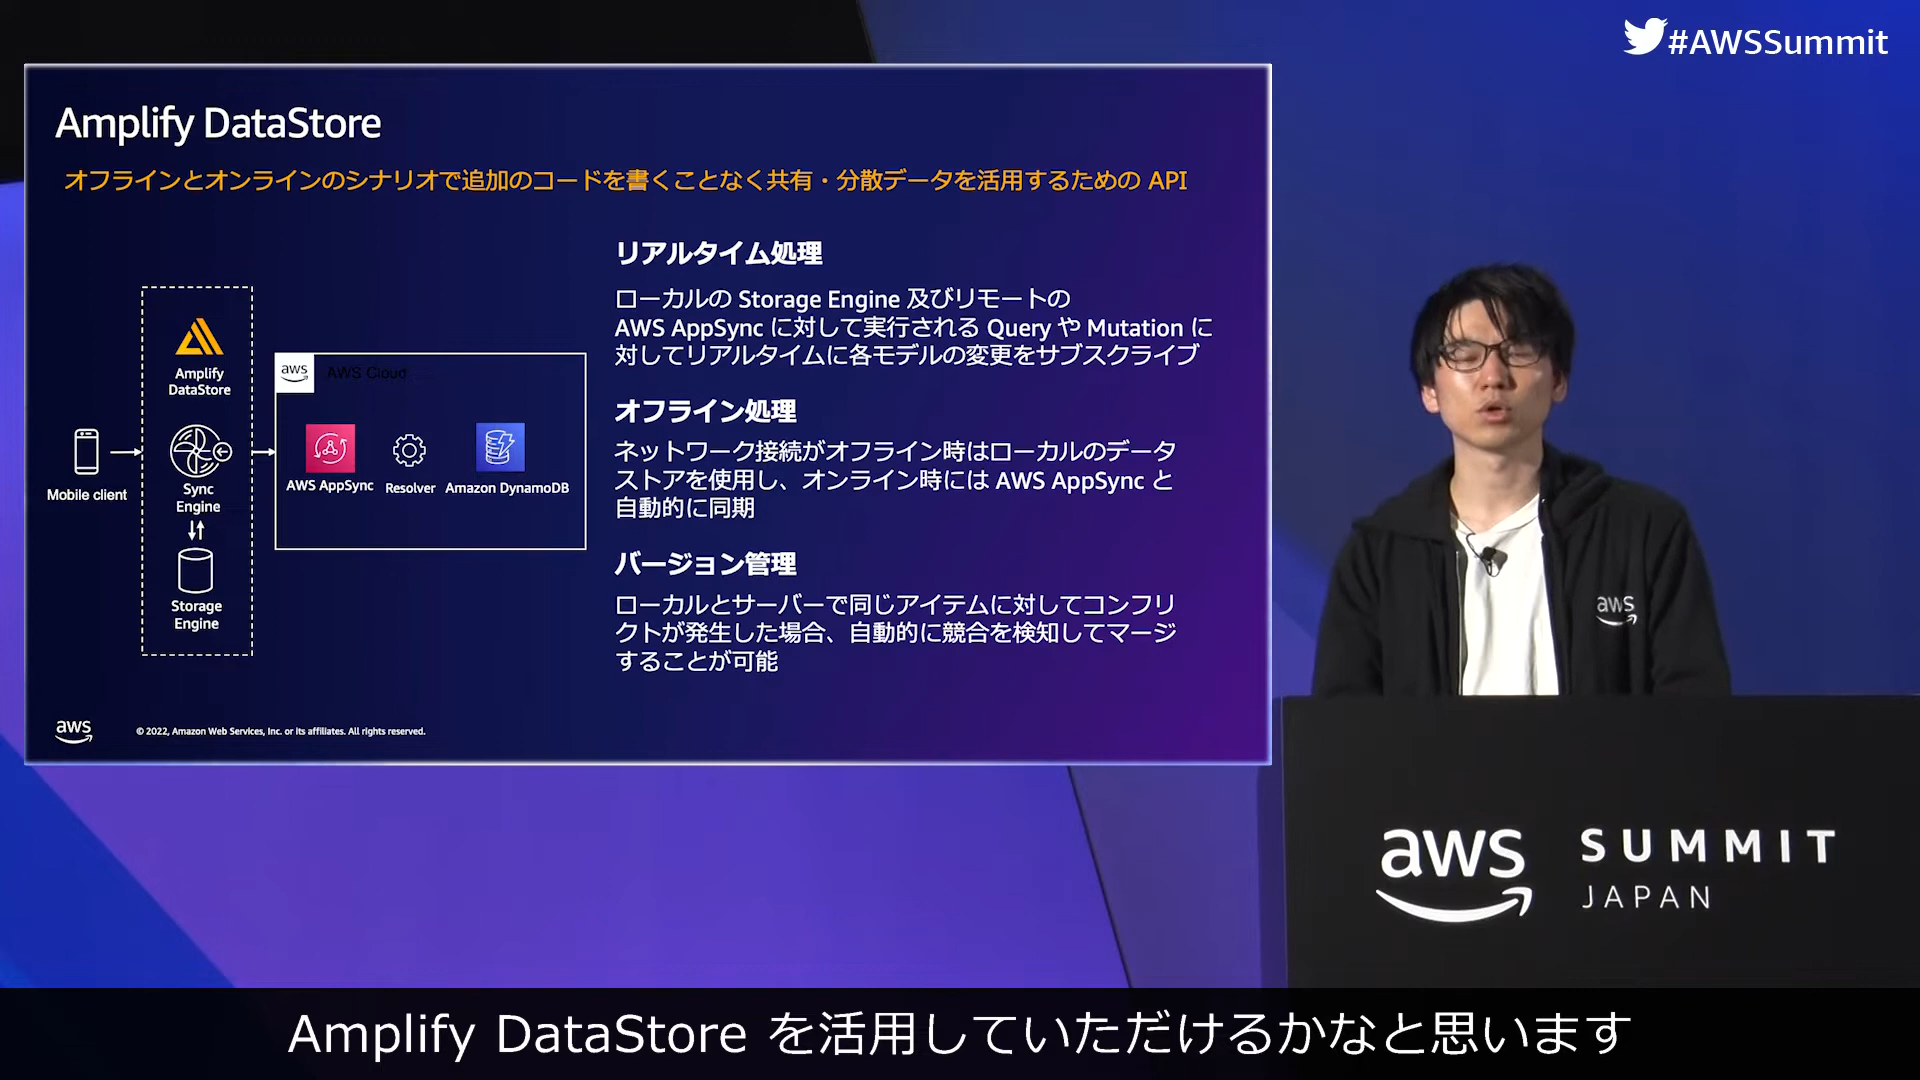 #AWSSummit
Amplify DataStore
オフラインとオンラインのシナリオで追加のコードを書くことなく共有・分散データを活用するための API
リアルタイム処理
ローカルの Storage Engine 及びリモートの
AWS AppSync に対して実行される Query や Mutation に
対してリアルタイムに各モデルの変更をサブスクライブ
オフライン処理
ネットワーク接続がオフライン時はローカルのデータ
ストアを使用し、オンライン時には AWS AppSync と
自動的に同期
バージョン管理
ローカルとサーバーで同じアイテムに対してコンフリ
クトが発生した場合、自動的に競合を検知してマージ
することが可能
Mobile client
Amplify
DataStore
Sync
Engine
Storage
Engine
aws
AWS Cloud
AWS AppSync
Resolver
Amazon DynamoDB
aws
© 2022, Amazon Web Services, Inc. or its affiliates. All rights reserved.
aws
aws
SUMMIT
JAPAN
Amplify DataStore を活用していただけるかなと思います